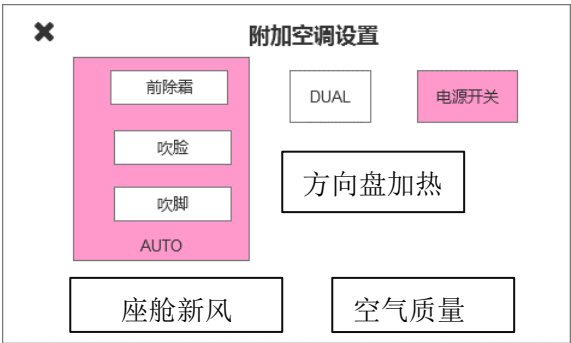 附加空调设置
前除霜
DUAL
电源开关
吹脸
方向盘加热
吹脚
AUTO
座舱新风
空气质量